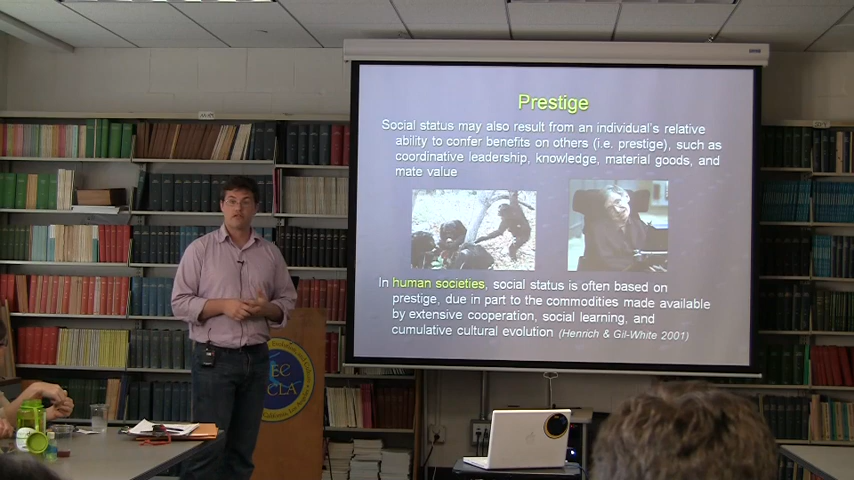 Prestige
Social status may also result from an individual's relative
ability to confer benefits on others (i.e. prestige), such as
coordinative leadership, knowledge, material goods, and
mate value
In human societies, social status is often based on
prestige, due in part to the commodities made available
by extensive cooperation, social learning, and
cumulative cultural evolution (Henrich & Gil-White 2001)